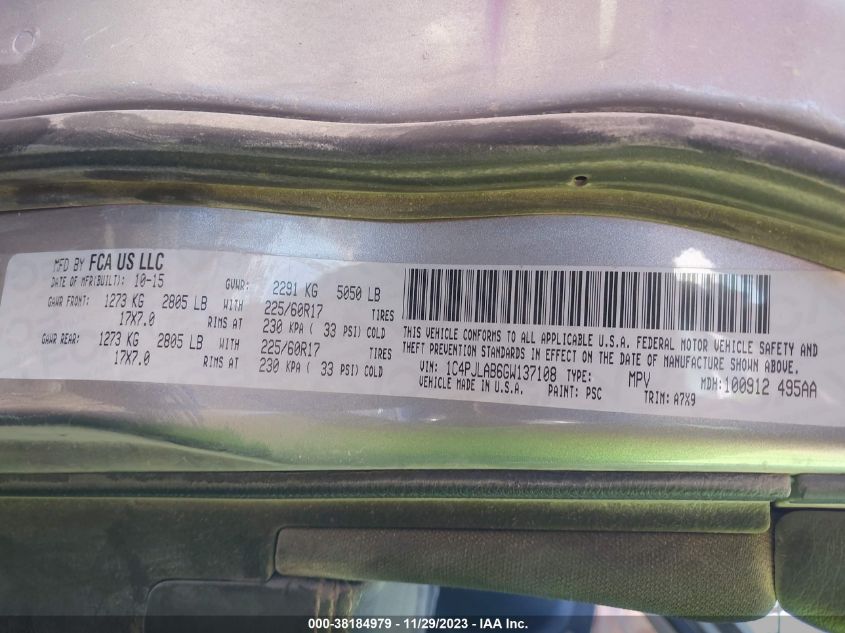 MFD BY FCA US LLC
DATE OF MFR(BUILT): 10-15 GVWR: 2291 KG 5050 LB
GAWR FRONT: 1273 KG 2805 LB WITH 225/60R17 TIRES
17X7.0 RIMS AT 230 KPA ( 33 PSI) COLD
GAWR REAR: 1273 KG 2805 LB WITH 225/60R17 TIRES
17X7.0 RIMS AT 230 KPA ( 33 PSI) COLD
THIS VEHICLE CONFORMS TO ALL APPLICABLE U.S.A. FEDERAL MOTOR VEHICLE SAFETY AND
THEFT PREVENTION STANDARDS IN EFFECT ON THE DATE OF MANUFACTURE SHOWN ABOVE.
VIN: 1C4PJLAB6GW137108 TYPE: MPV MDH: 100912 495AA
VEHICLE MADE IN U.S.A. PAINT: PSC TRIM: A7X9
000-38184979 - 11/29/2023 - IAA Inc.